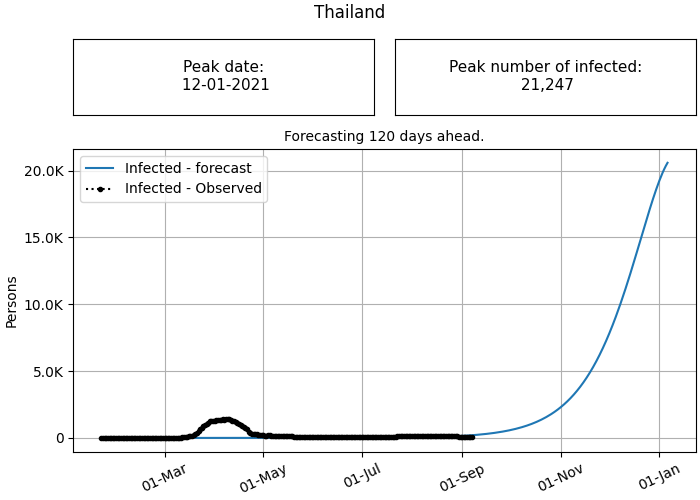 Thailand
Peak date:
12-01-2021
Peak number of infected:
21,247
Forecasting 120 days ahead.
Infected - forecast
Infected - Observed
20.0K
15.0K
10.0K
5.0K
0
Persons
01-Mar
01-May
01-Jul
01-Sep
01-Nov
01-Jan